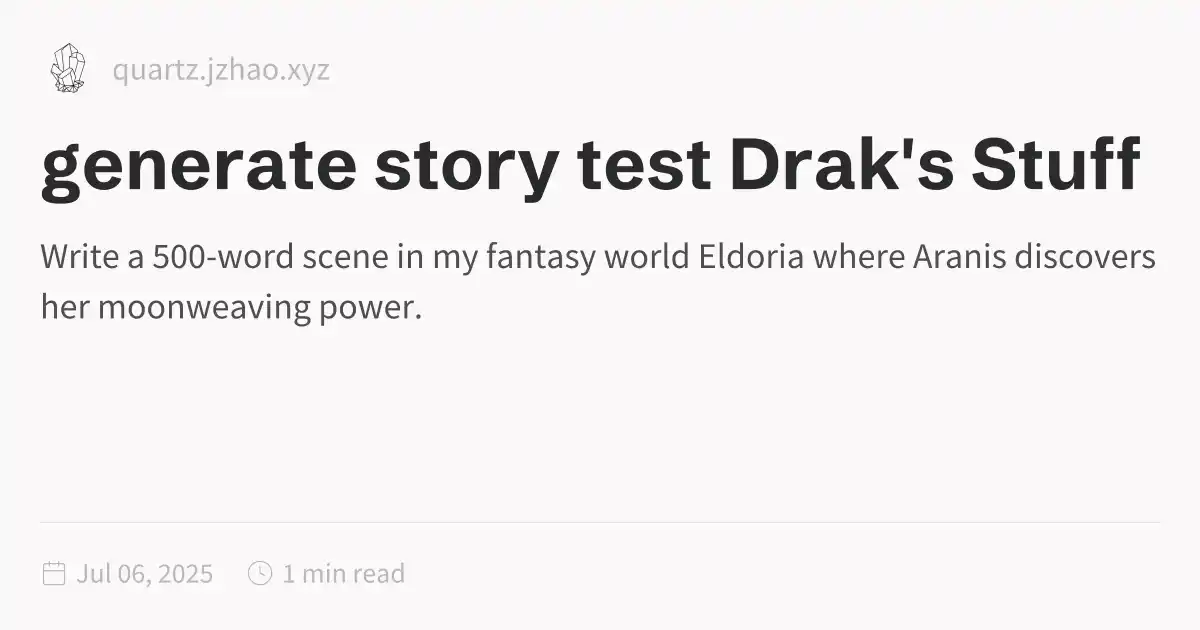 quartz.jzhao.xyz
generate story test Drak's Stuff
Write a 500-word scene in my fantasy world Eldoria where Aranis discovers
her moonweaving power.
Jul 06, 2025 1 min read